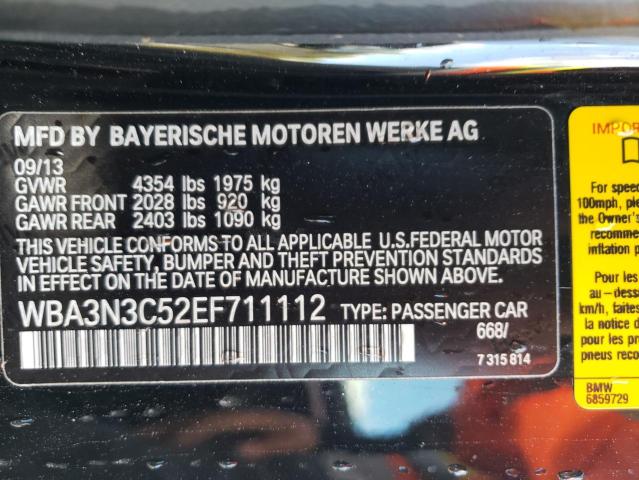 MFD BY BAYERISCHE MOTOREN WERKE AG
09/13
GVWR 4354 lbs 1975 kg
GAWR FRONT 2028 lbs 920 kg
GAWR REAR 2403 lbs 1090 kg
THIS VEHICLE CONFORMS TO ALL APPLICABLE U.S.FEDERAL MOTOR
VEHICLE SAFETY, BUMPER AND THEFT PREVENTION STANDARDS
IN EFFECT ON THE DATE OF MANUFACTURE SHOWN ABOVE.
WBA3N3C52EF711112 TYPE: PASSENGER CAR
668/
7 315 814
For speed
100mph, ple
the Owner's
recomme
inflation p
Pour les
au - dess
km/h, faites
la notice d
pour les pr
pneus reco
BMW
6859729